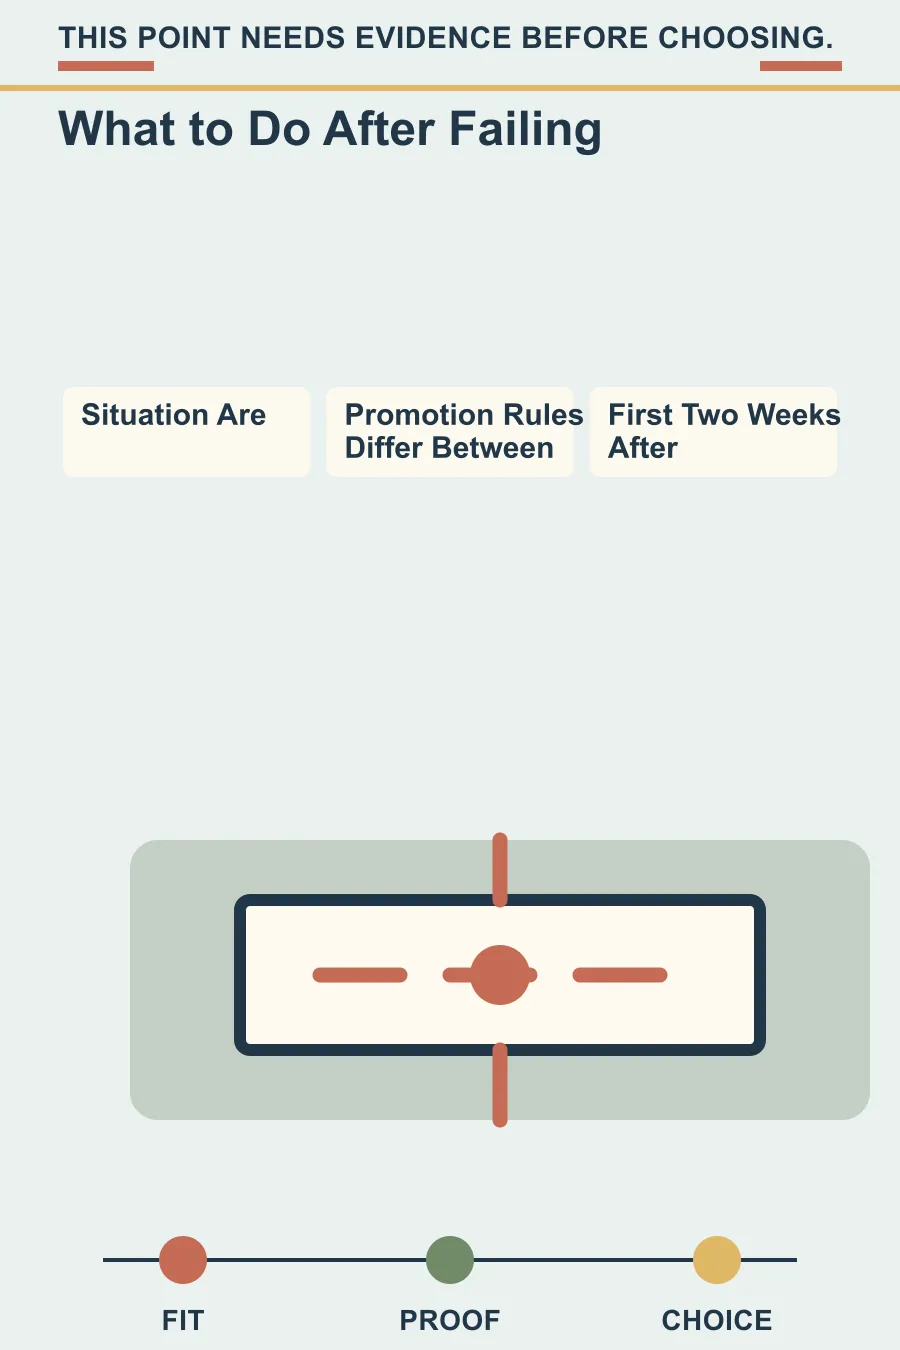 THIS POINT NEEDS EVIDENCE BEFORE CHOOSING.
What to Do After Failing
Situation Are
Promotion Rules
Differ Between
First Two Weeks
After
FIT
PROOF
CHOICE